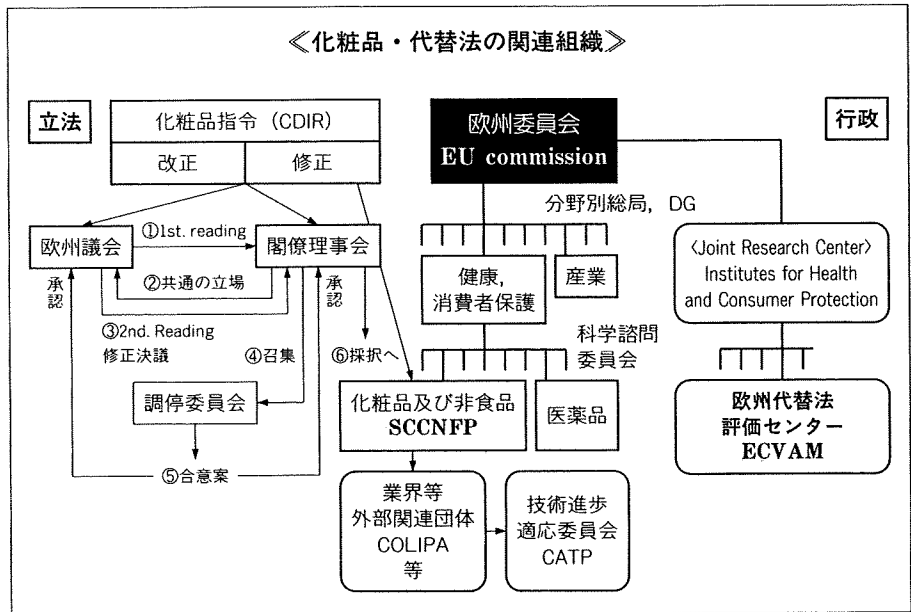 ≪化粧品・代替法の関連組織≫
立法
化粧品指令（CDIR）
改正
修正
欧州委員会
EU commission
行政
分野別総局，DG
欧州議会
①1st. reading
閣僚理事会
承認
②共通の立場
承認
③2nd. Reading
修正決議
④召集
⑥採択へ
調停委員会
⑤合意案
健康，
消費者保護
産業
科学諮問
委員会
化粧品及び非食品
SCCNFP
医薬品
業界等
外部関連団体
COLIPA
等
技術進歩
適応委員会
CATP
〈Joint Research Center〉
Institutes for Health
and Consumer Protection
欧州代替法
評価センター
ECVAM